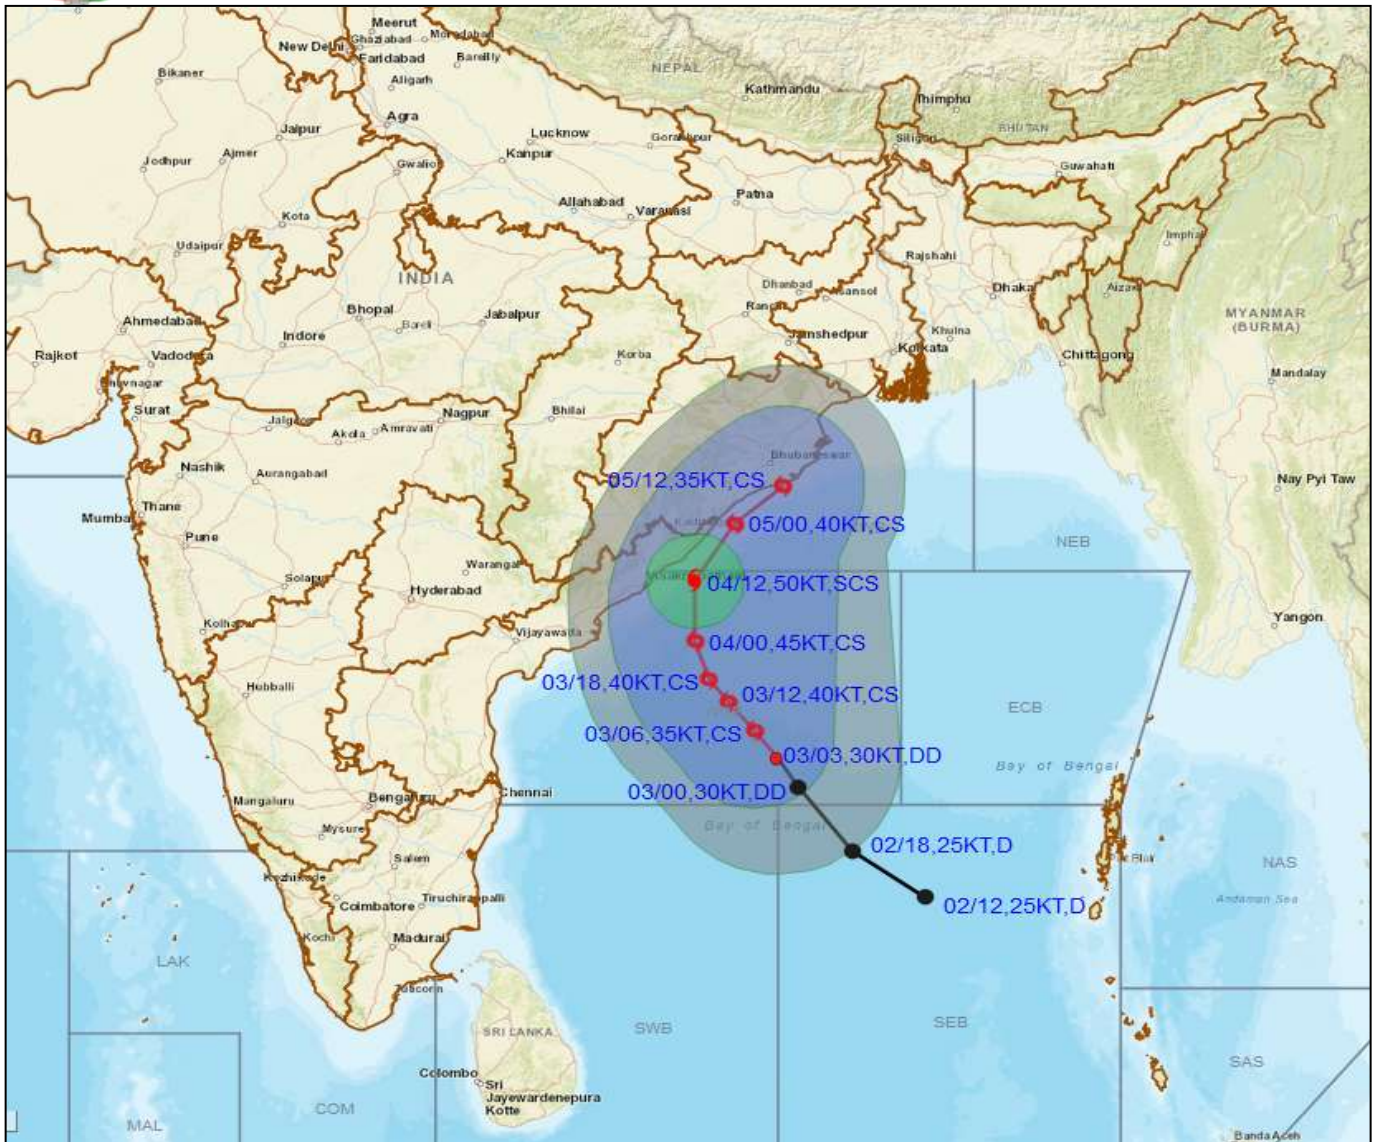 Meerut
New Delhi
Ghaziabad
Moradabad
Faridabad
Bareilly
Bikaner
Aligarh
NEPAL
Kathmandu
Thimphu
Agra
BHUTAN
Jaipur
Lucknow
Gorakhpur
Siliguri
Jodhpur
Ajmer
Gwalior
Kanpur
Guwahati
Patna
Allahabad
Varanasi
Kota
Udaipur
Imphal
Rajshahi
INDIA
Dhanbad
Asansol
Dhaka
Aizawl
Bhopal
Ranchi
Ahmedabad
Bareli
Jabalpur
MYANMAR
(BURMA)
Indore
Jamshedpur
Khulna
Rajkot
Vadodara
Korba
Kolkata
Chittagong
Mandalay
Bhavnagar
Surat
Nagpur
Bhilai
Jalgaon
Akola
Amravati
Bhubaneswar
Nashik
Aurangabad
05/12,35KT,CS
Nay Pyi Taw
Thane
Mumbai
05/00,40KT,CS
Pune
NEB
Warangal
Solapur
Hyderabad
04/12,50KT,SCS
Kolhapur
Vijayawada
Yangon
04/00,45KT,CS
Hubballi
03/18,40KT,CS
03/12,40KT,CS
ECB
03/06,35KT,CS
03/03,30KT,DD
Bay of Bengal
03/00,30KT,DD
Chennai
Mangaluru
Bengaluru
Bay of Bengal
Mysuru
02/18,25KT,D
Salem
Port Blair
NAS
Kozhikode
Coimbatore
Tiruchirappalli
02/12,25KT,D
Andaman Sea
Kochi
Madurai
LAK
Tuticorin
SRI LANKA
SWB
SEB
SAS
Colombo
Sri
Jayewardenepura
Kotte
COM
MAL
Banda Aceh